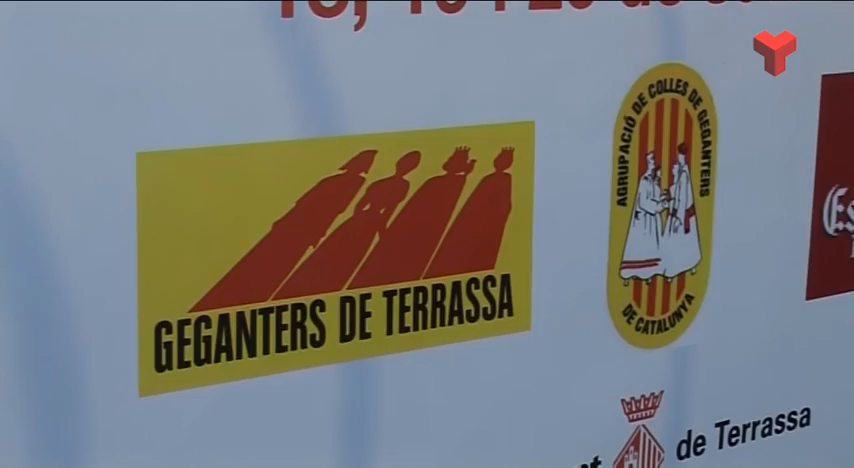 GEGANTERS DE TERRASSA
AGRUPACIÓ DE COLLES DE GEGANTERS
DE CATALUNYA
de Terrassa